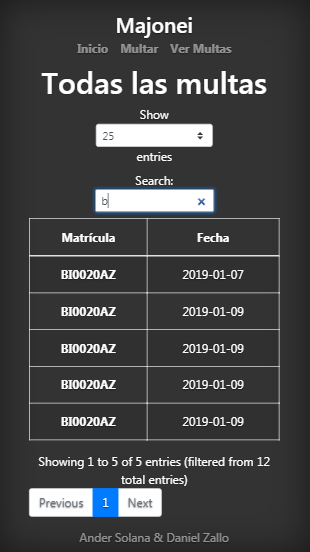 Majonei
Inicio Multar Ver Multas
Todas las multas
Show
25
entries
Search:
b
Matrícula Fecha
BI0020AZ 2019-01-07
BI0020AZ 2019-01-09
BI0020AZ 2019-01-09
BI0020AZ 2019-01-09
BI0020AZ 2019-01-09
Showing 1 to 5 of 5 entries (filtered from 12
total entries)
Previous 1 Next
Ander Solana & Daniel Zallo